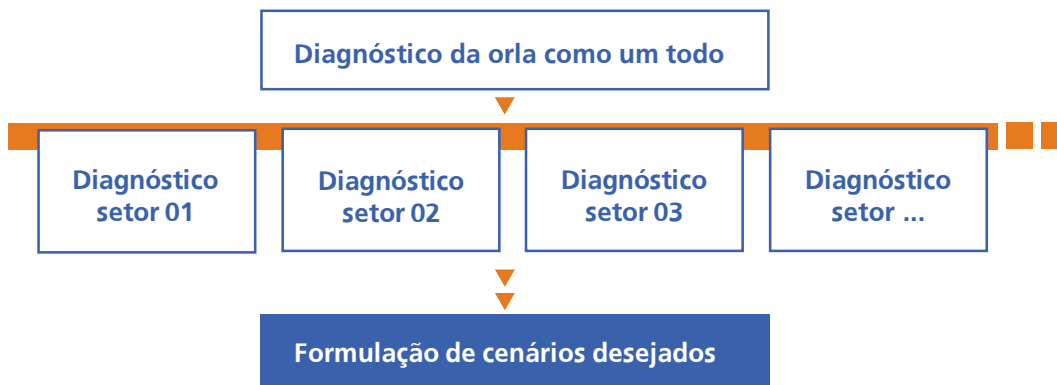 Diagnóstico da orla como um todo
Diagnóstico
setor 01
Diagnóstico
setor 02
Diagnóstico
setor 03
Diagnóstico
setor ...
Formulação de cenários desejados